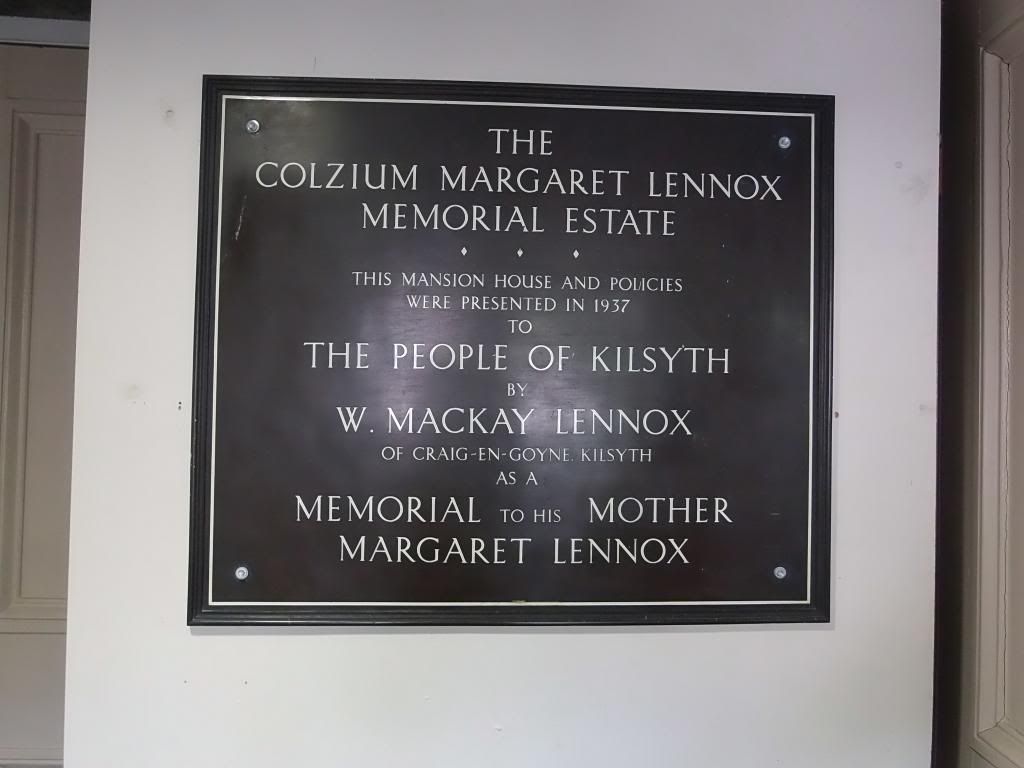 THE
COLZIUM MARGARET LENNOX
MEMORIAL ESTATE
THIS MANSION HOUSE AND POLICIES
WERE PRESENTED IN 1937
TO
THE PEOPLE OF KILSYTH
BY
W. MACKAY LENNOX
OF CRAIG-EN-GOYNE. KILSYTH
AS A
MEMORIAL TO HIS MOTHER
MARGARET LENNOX